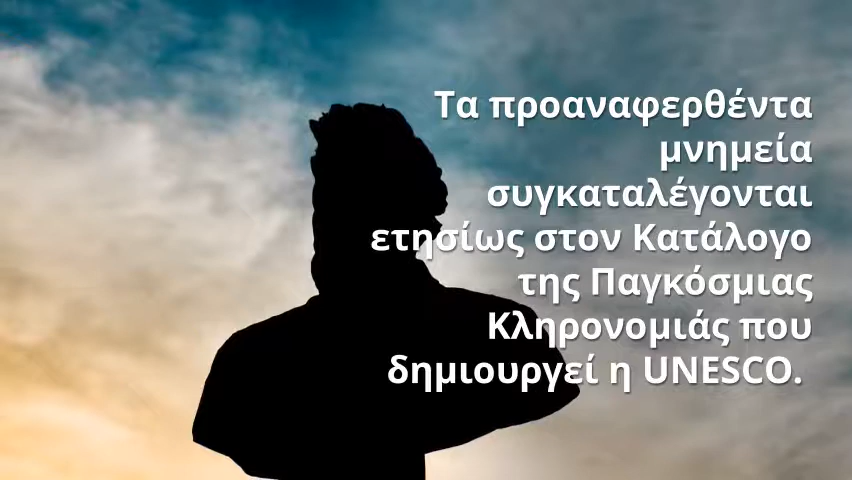 Τα προαναφερθέντα
μνημεία
συγκαταλέγονται
ετησίως στον Κατάλογο
της Παγκόσμιας
Κληρονομιάς που
δημιουργεί η UNESCO.